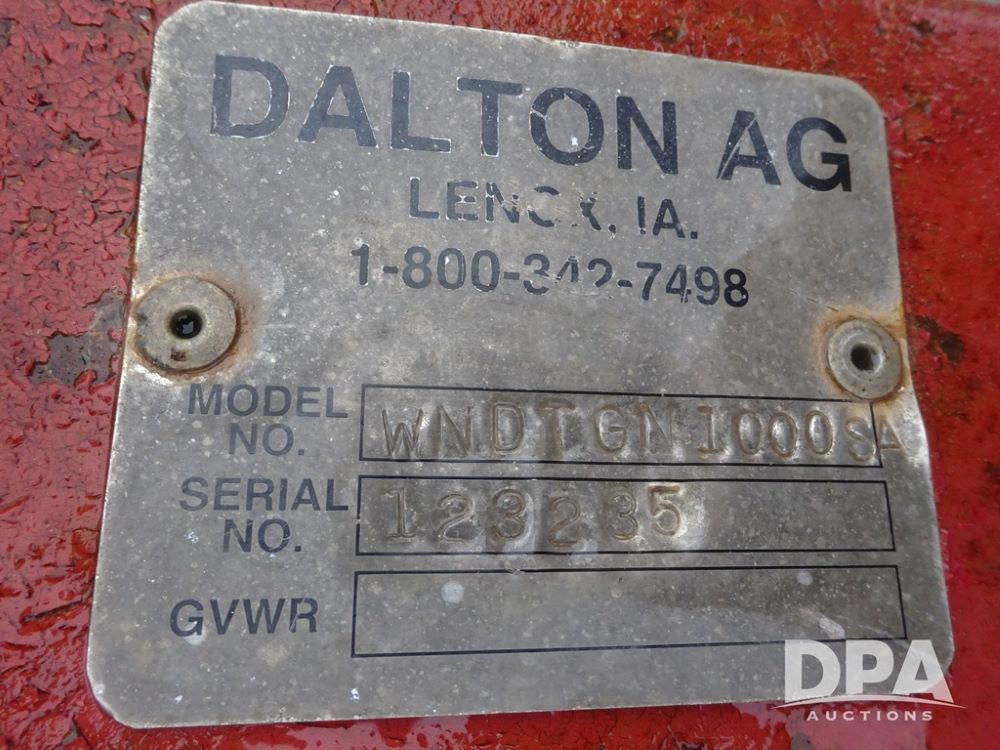 DALTON AG
LENOX, IA.
1-800-342-7498
MODEL NO. WNDTGN1000SA
SERIAL NO. 123235
GVWR
DPA
AUCTIONS